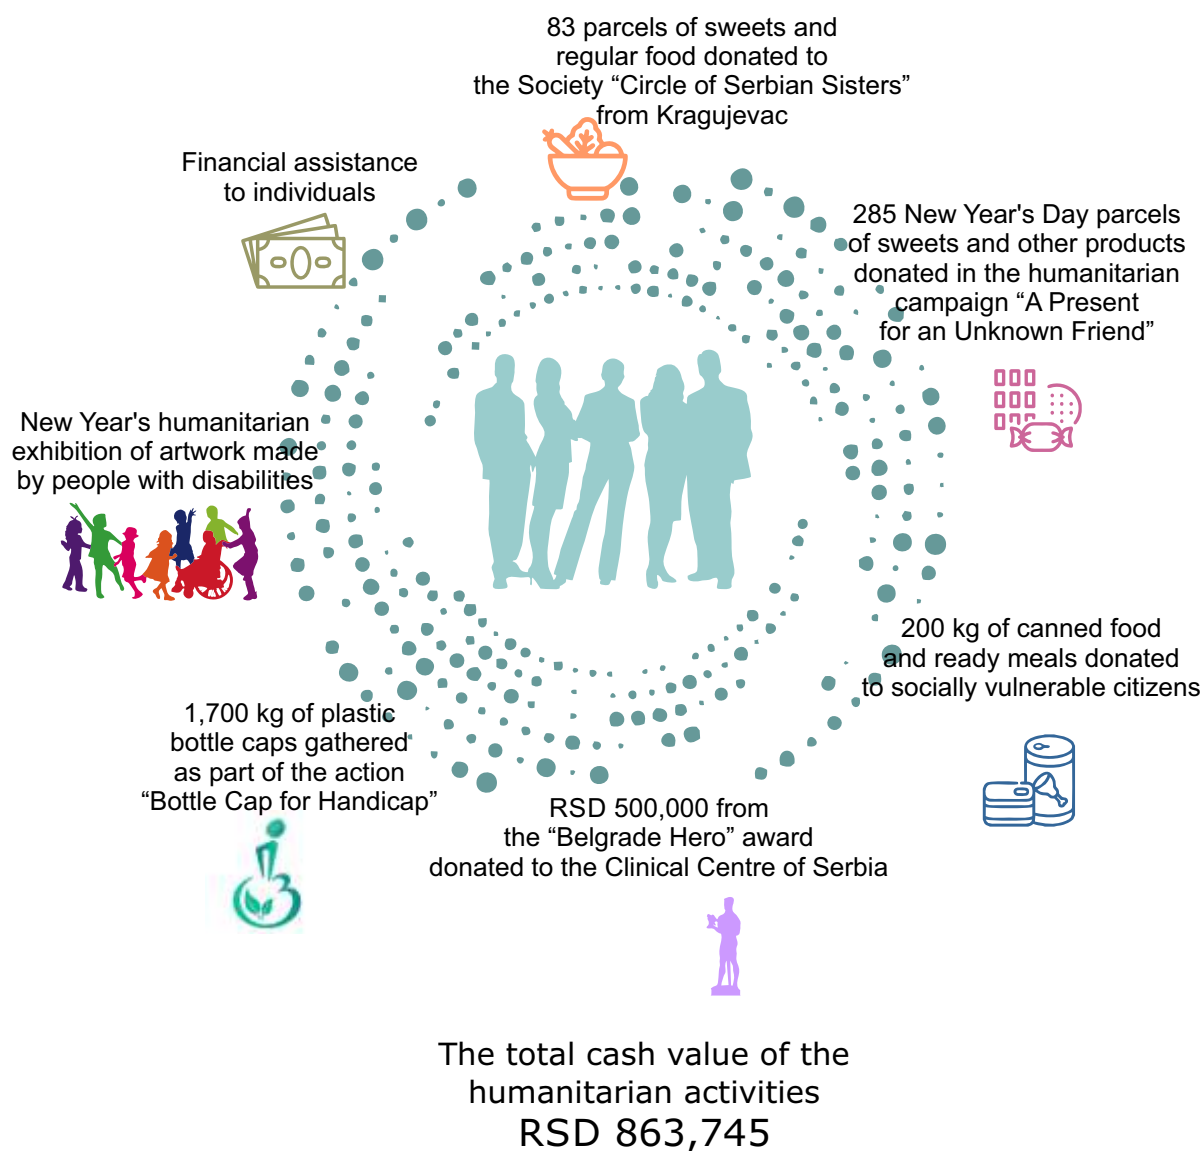 83 parcels of sweets and
regular food donated to
the Society “Circle of Serbian Sisters”
from Kragujevac
Financial assistance
to individuals
285 New Year's Day parcels
of sweets and other products
donated in the humanitarian
campaign “A Present
for an Unknown Friend”
New Year's humanitarian
exhibition of artwork made
by people with disabilities
200 kg of canned food
and ready meals donated
to socially vulnerable citizens
1,700 kg of plastic
bottle caps gathered
as part of the action
“Bottle Cap for Handicap”
RSD 500,000 from
the “Belgrade Hero” award
donated to the Clinical Centre of Serbia
The total cash value of the
humanitarian activities
RSD 863,745